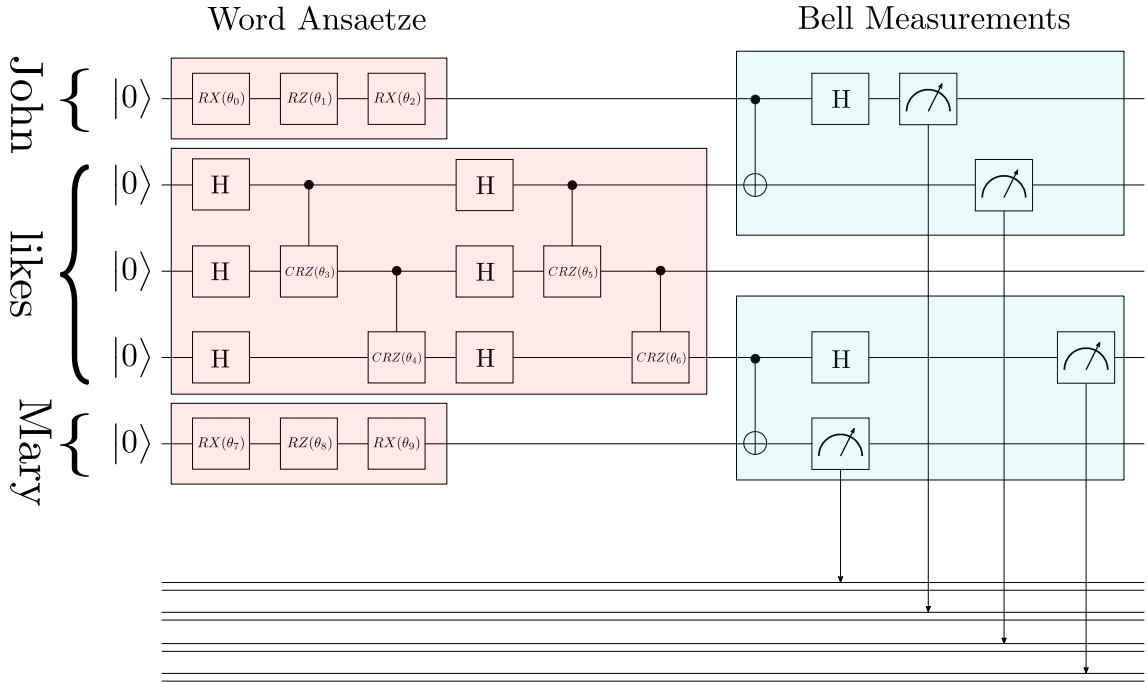 Word Ansaetze Bell Measurements
John |0⟩ RX(θ₀) RZ(θ₁) RX(θ₂) H
likes |0⟩ H H
|0⟩ H CRZ(θ₃) H CRZ(θ₅)
|0⟩ H CRZ(θ₄) H CRZ(θ₆) H
Mary |0⟩ RX(θ₇) RZ(θ₈) RX(θ₉)